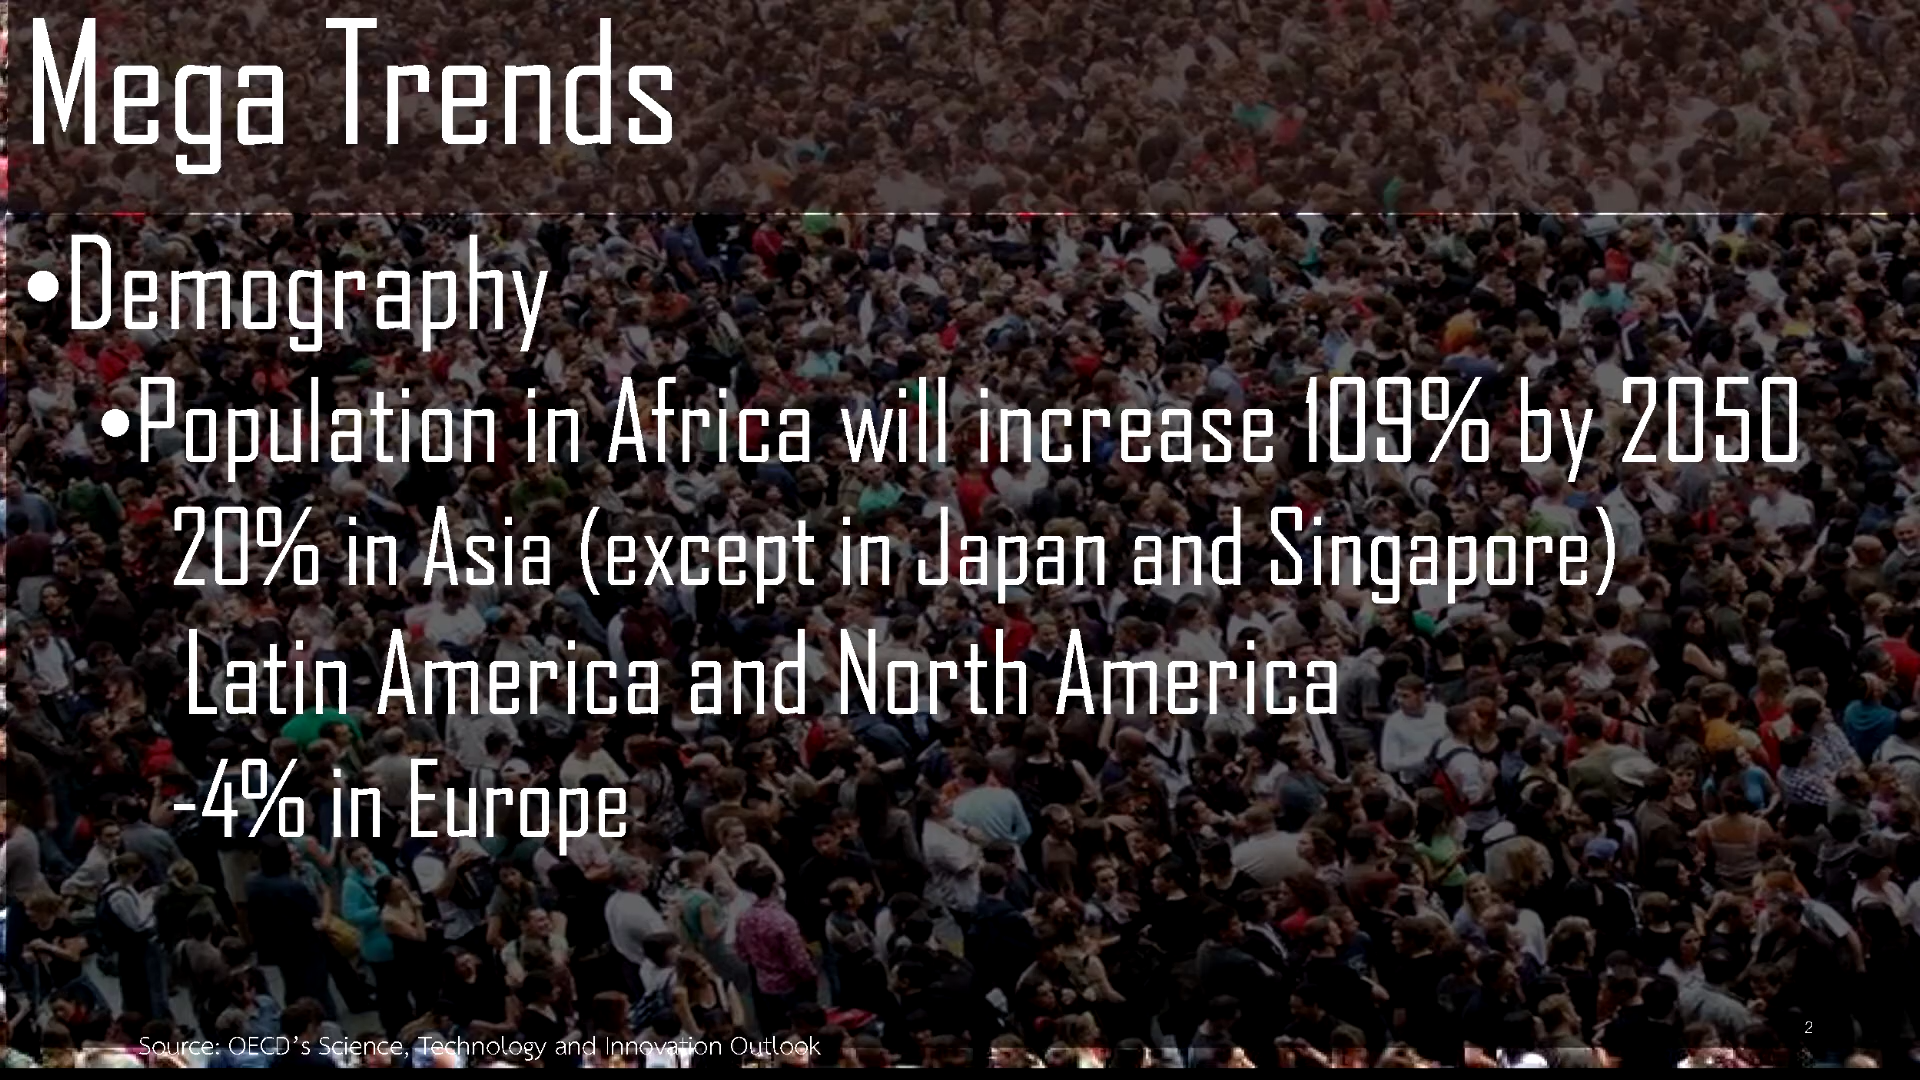 Mega Trends
•Demography
•Population in Africa will increase 109% by 2050
20% in Asia (except in Japan and Singapore)
Latin America and North America
-4% in Europe
Source: OECD's Science, Technology and Innovation Outlook
2